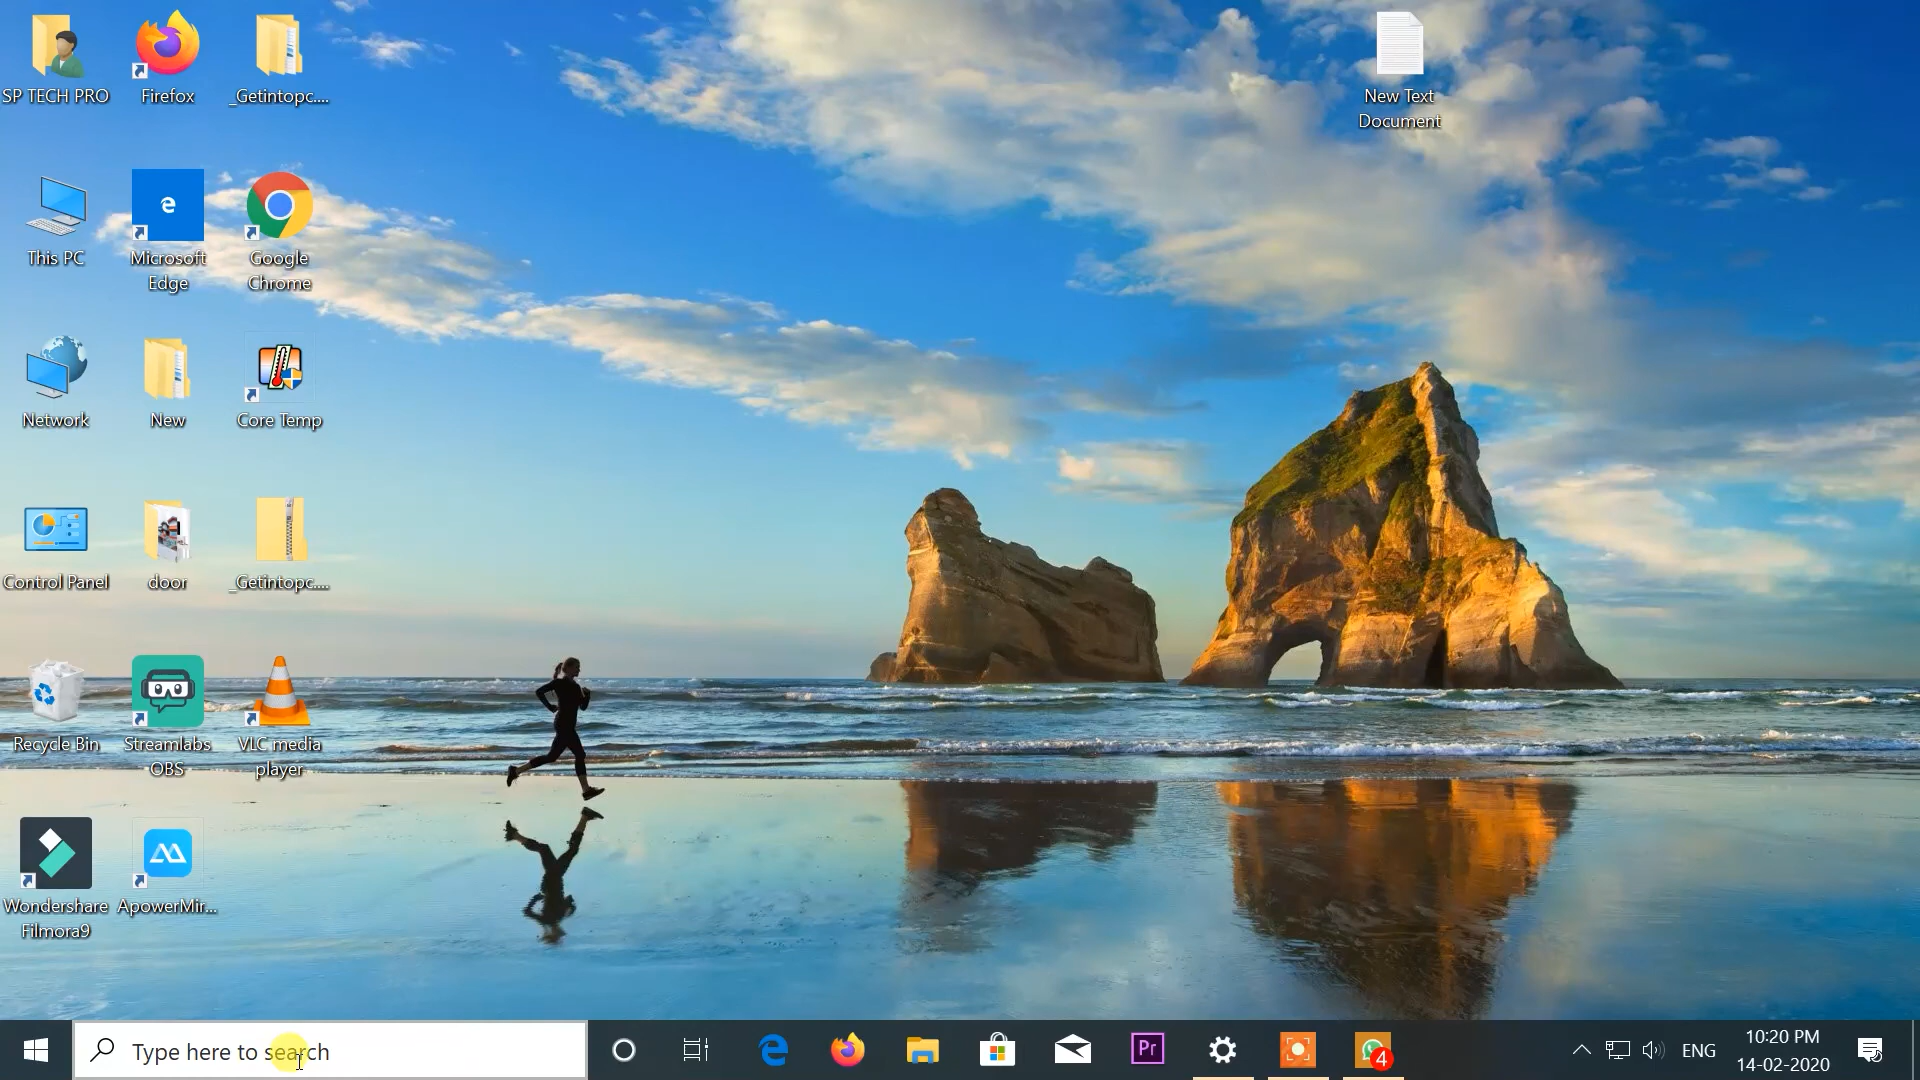 SP TECH PRO
Firefox
_Getintopc....
New Text
Document
This PC
Microsoft
Edge
Google
Chrome
Network
New
Core Temp
Control Panel
door
_Getintopc....
Recycle Bin
Streamlabs
OBS
VLC media
player
Wondershare
Filmora9
ApowerMir...
Type here to search
Pr
4
ENG
10:20 PM
14-02-2020